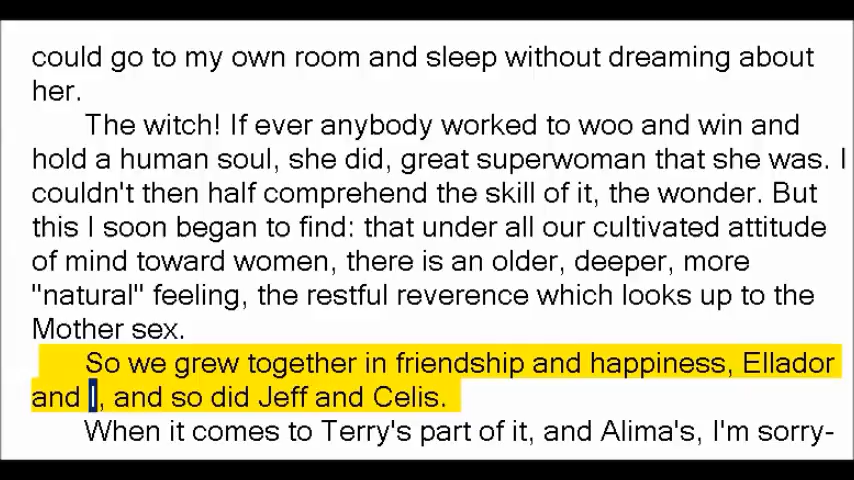 could go to my own room and sleep without dreaming about
her.
The witch! If ever anybody worked to woo and win and
hold a human soul, she did, great superwoman that she was. I
couldn't then half comprehend the skill of it, the wonder. But
this I soon began to find: that under all our cultivated attitude
of mind toward women, there is an older, deeper, more
"natural" feeling, the restful reverence which looks up to the
Mother sex.
So we grew together in friendship and happiness, Ellador
and I, and so did Jeff and Celis.
When it comes to Terry's part of it, and Alima's, I'm sorry-